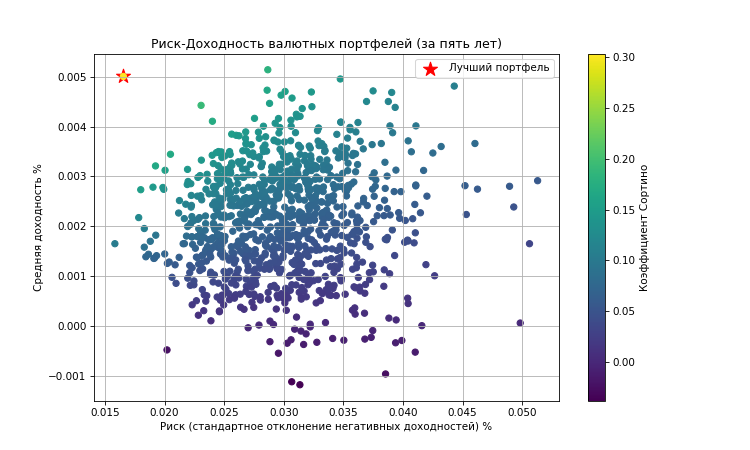 Риск-Доходность валютных портфелей (за пять лет)
Лучший портфель
Средняя доходность %
0.005
0.004
0.003
0.002
0.001
0.000
−0.001
0.015 0.020 0.025 0.030 0.035 0.040 0.045 0.050
Риск (стандартное отклонение негативных доходностей) %
0.30
0.25
0.20
0.15
0.10
0.05
0.00
Коэффициент Сортино